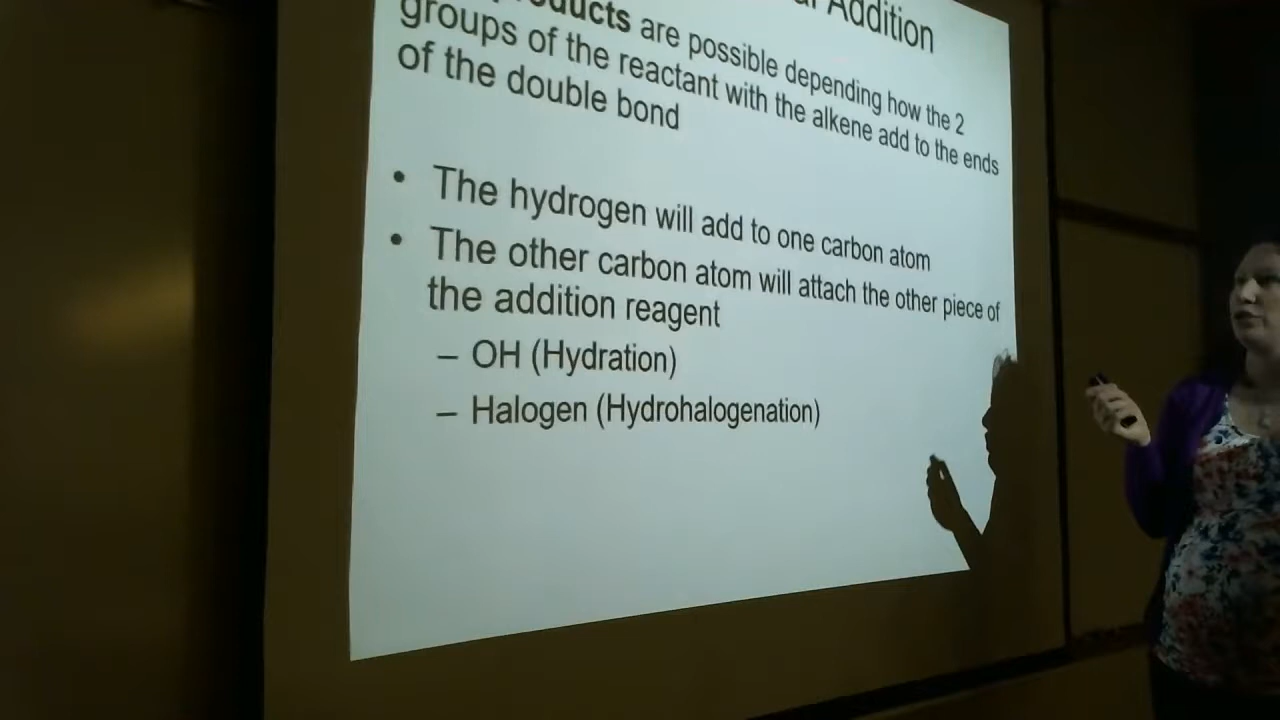 Addition
are possible depending how the 2
groups of the reactant with the alkene add to the ends
of the double bond
• The hydrogen will add to one carbon atom
• The other carbon atom will attach the other piece of
the addition reagent
– OH (Hydration)
– Halogen (Hydrohalogenation)